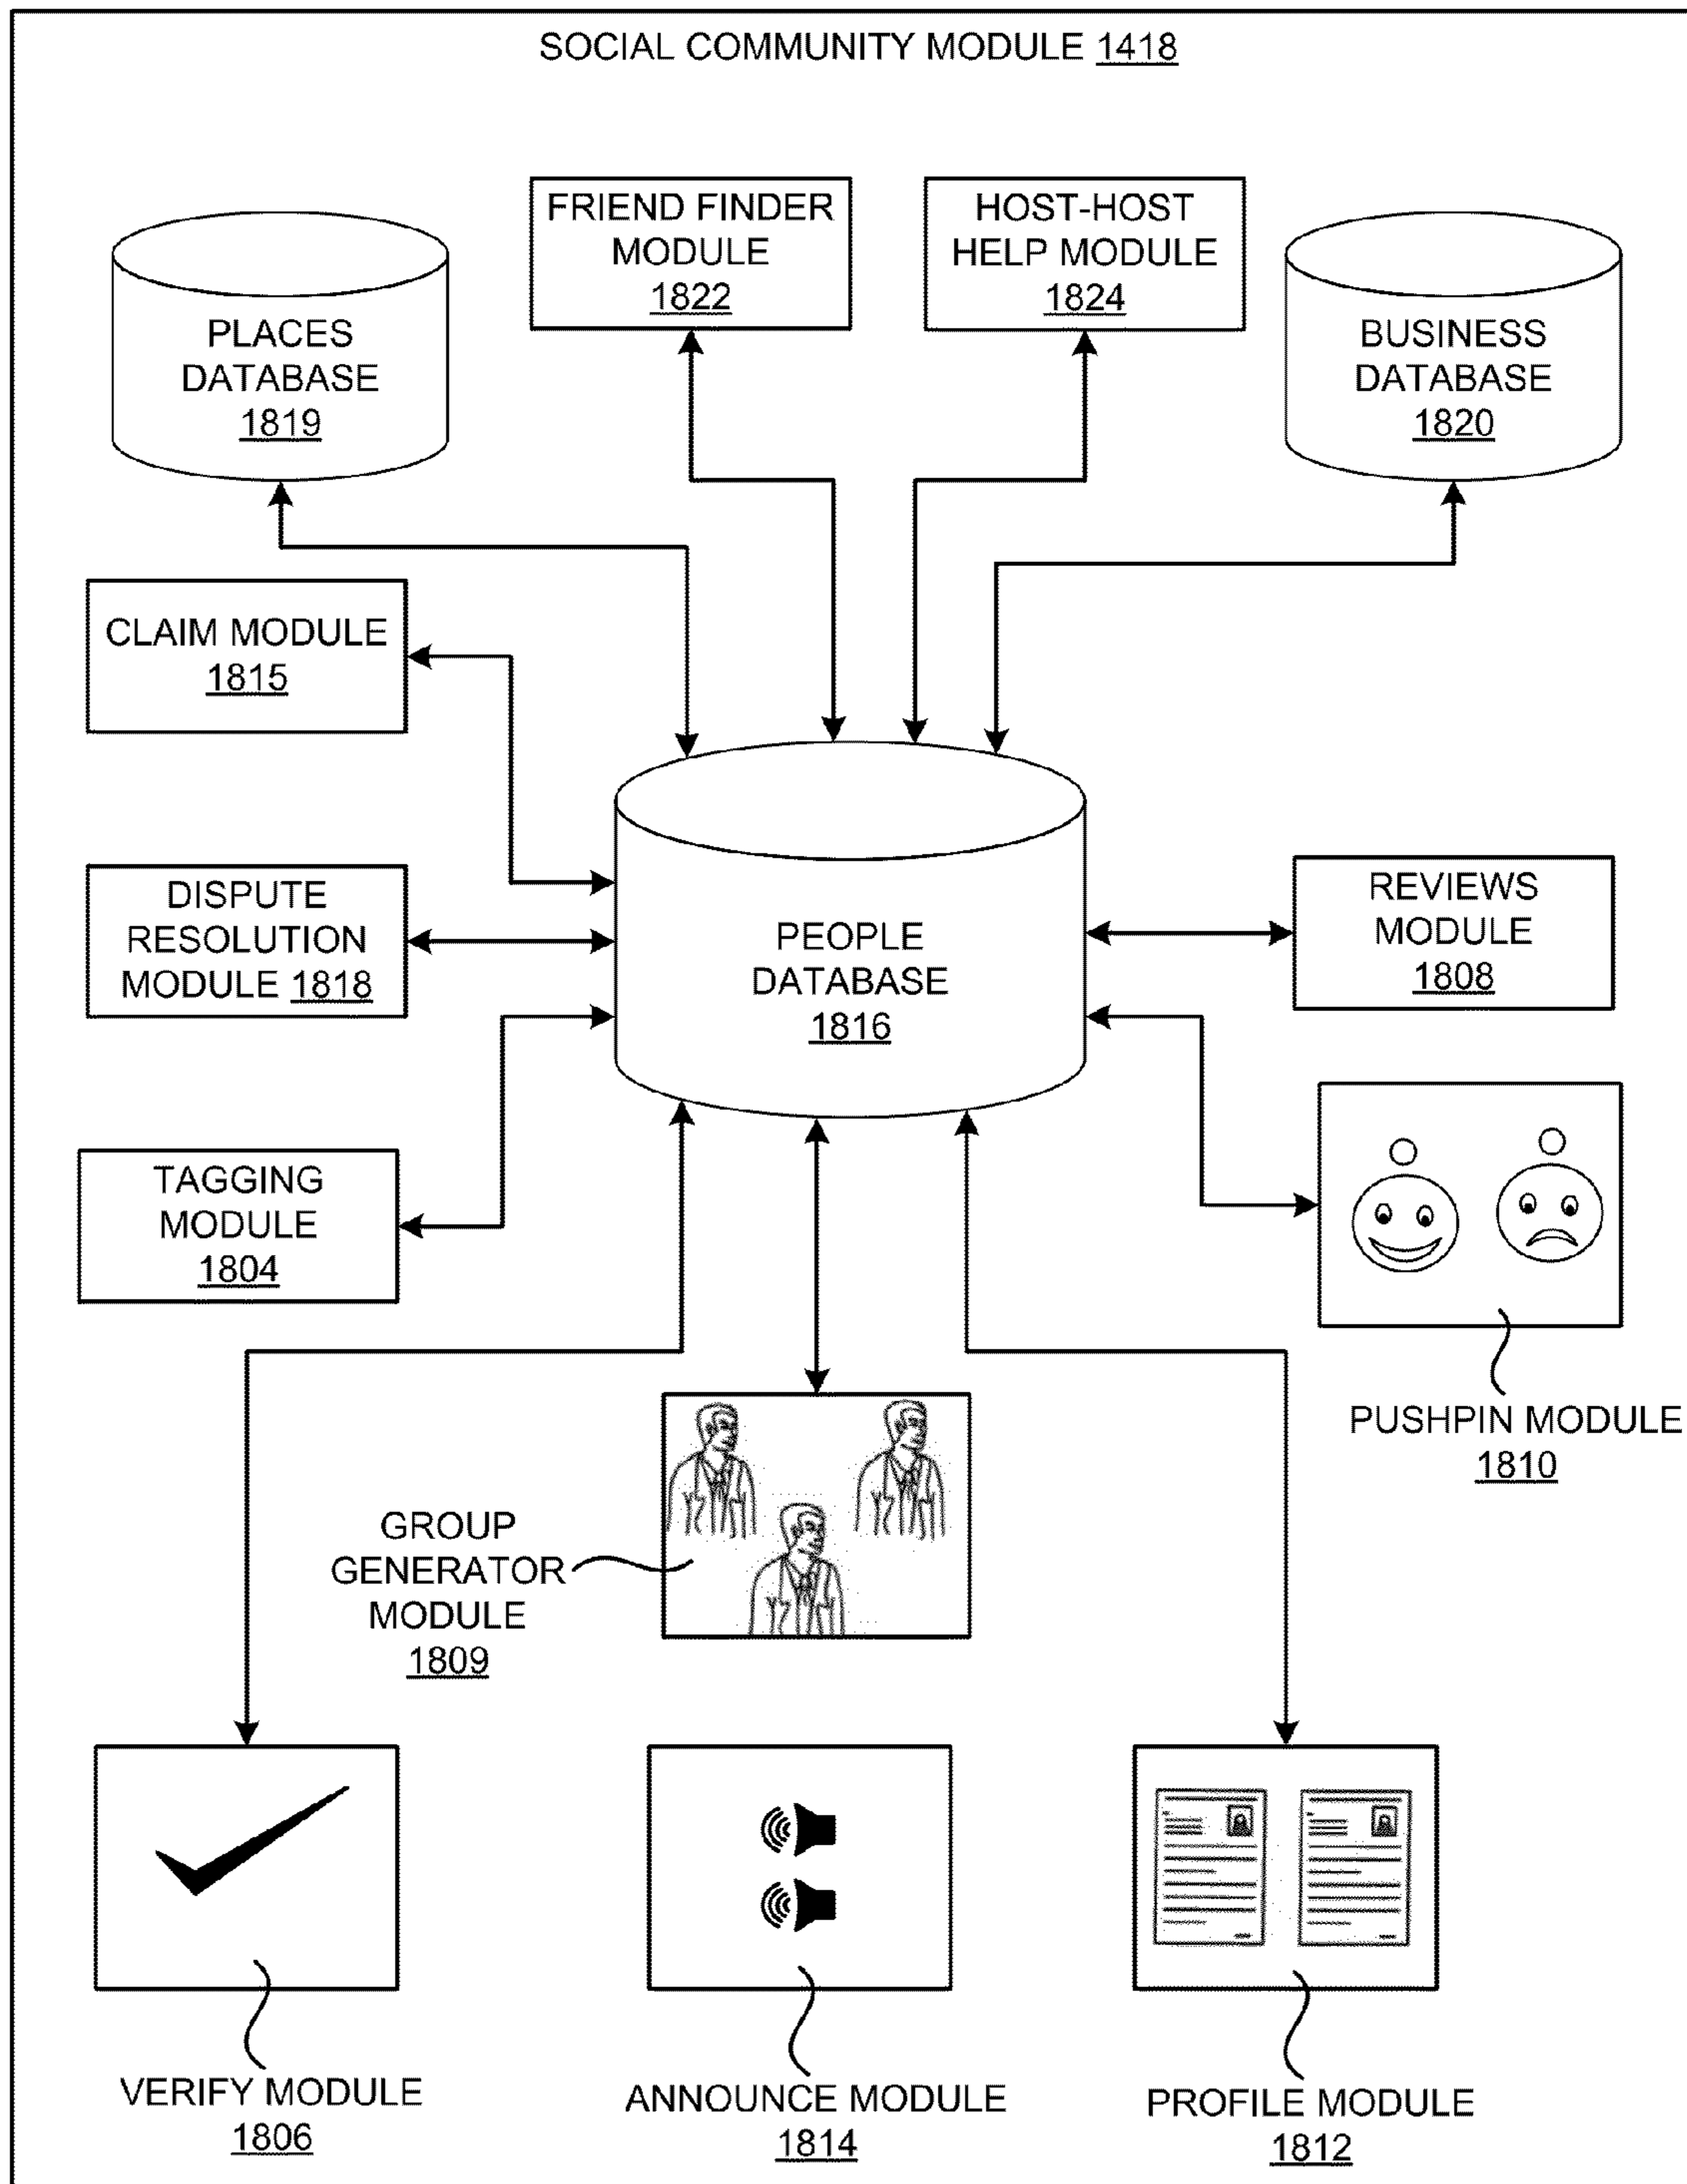 SOCIAL COMMUNITY MODULE 1418
FRIEND FINDER
MODULE
1822
HOST-HOST
HELP MODULE
1824
PLACES
DATABASE
1819
BUSINESS
DATABASE
1820
CLAIM MODULE
1815
DISPUTE
RESOLUTION
MODULE 1818
PEOPLE
DATABASE
1816
REVIEWS
MODULE
1808
TAGGING
MODULE
1804
PUSHPIN MODULE
1810
GROUP
GENERATOR
MODULE
1809
VERIFY MODULE
1806
ANNOUNCE MODULE
1814
PROFILE MODULE
1812